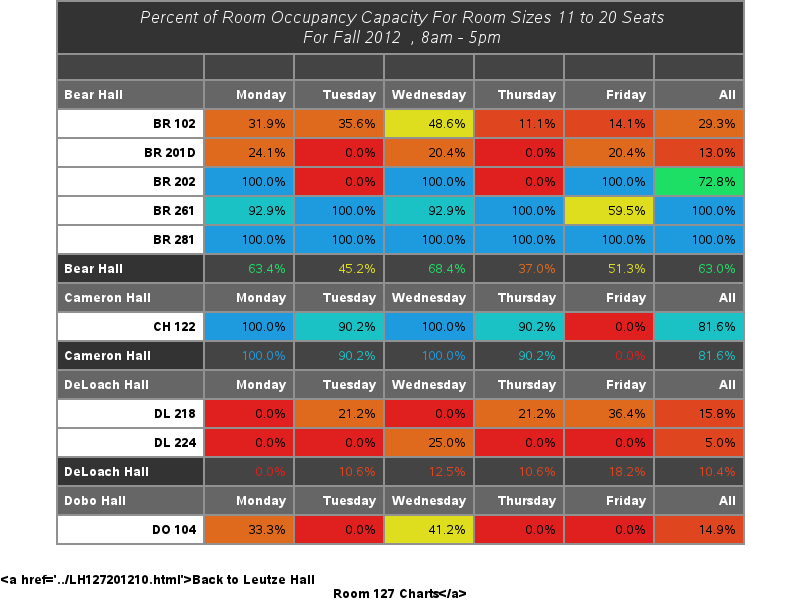 Percent of Room Occupancy Capacity For Room Sizes 11 to 20 Seats
For Fall 2012 , 8am - 5pm
Bear Hall Monday Tuesday Wednesday Thursday Friday All
BR 102 31.9% 35.6% 48.6% 11.1% 14.1% 29.3%
BR 201D 24.1% 0.0% 20.4% 0.0% 20.4% 13.0%
BR 202 100.0% 0.0% 100.0% 0.0% 100.0% 72.8%
BR 261 92.9% 100.0% 92.9% 100.0% 59.5% 100.0%
BR 281 100.0% 100.0% 100.0% 100.0% 100.0% 100.0%
Bear Hall 63.4% 45.2% 68.4% 37.0% 51.3% 63.0%
Cameron Hall Monday Tuesday Wednesday Thursday Friday All
CH 122 100.0% 90.2% 100.0% 90.2% 0.0% 81.6%
Cameron Hall 100.0% 90.2% 100.0% 90.2% 0.0% 81.6%
DeLoach Hall Monday Tuesday Wednesday Thursday Friday All
DL 218 0.0% 21.2% 0.0% 21.2% 36.4% 15.8%
DL 224 0.0% 0.0% 25.0% 0.0% 0.0% 5.0%
DeLoach Hall 0.0% 10.6% 12.5% 10.6% 18.2% 10.4%
Dobo Hall Monday Tuesday Wednesday Thursday Friday All
DO 104 33.3% 0.0% 41.2% 0.0% 0.0% 14.9%
<a href='../LH127201210.html'>Back to Leutze Hall
Room 127 Charts</a>